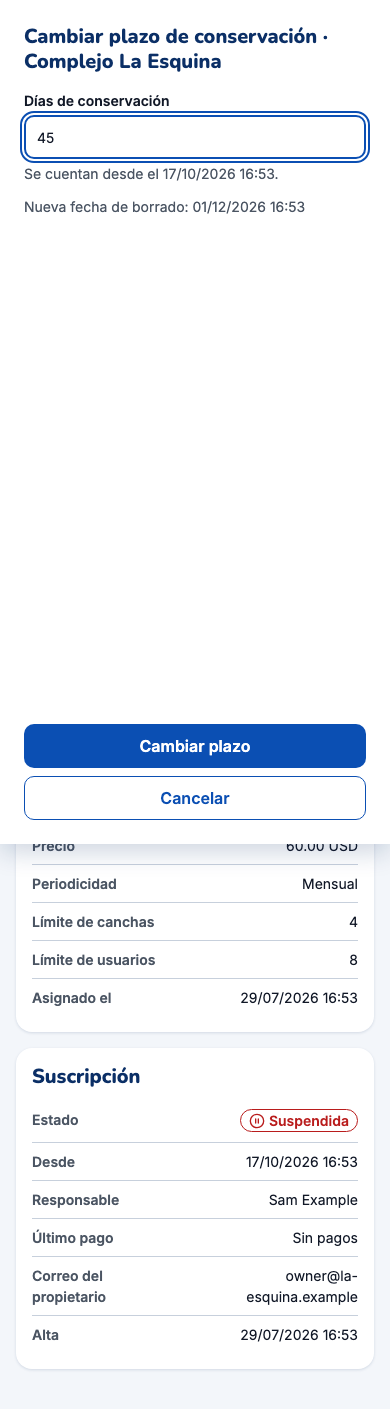 Cambiar plazo de conservación ·
Complejo La Esquina
Días de conservación
45
Se cuentan desde el 17/10/2026 16:53.
Nueva fecha de borrado: 01/12/2026 16:53
Cambiar plazo
Cancelar
Precio 60.00 USD
Periodicidad Mensual
Límite de canchas 4
Límite de usuarios 8
Asignado el 29/07/2026 16:53
Suscripción
Estado Suspendida
Desde 17/10/2026 16:53
Responsable Sam Example
Último pago Sin pagos
Correo del owner@la-
propietario esquina.example
Alta 29/07/2026 16:53